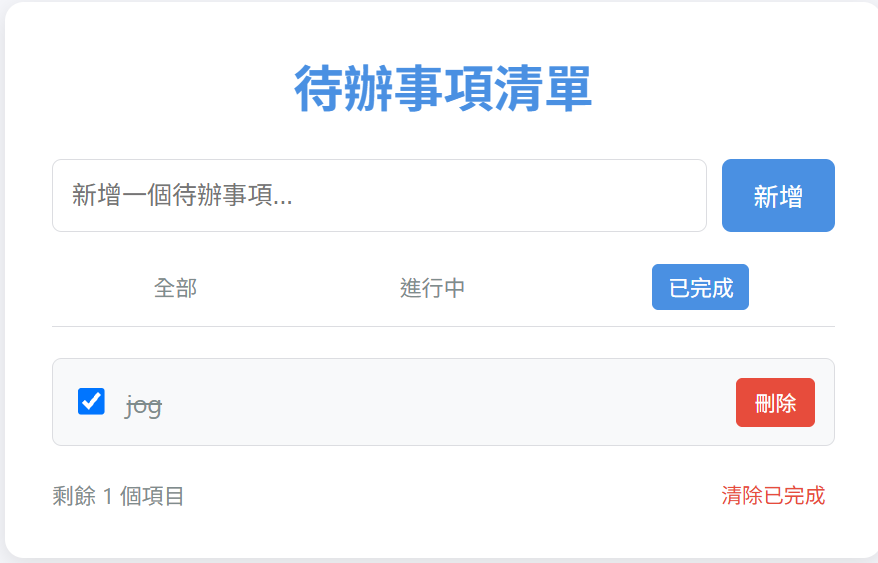 待辦事項清單
新增一個待辦事項...
新增
全部
進行中
已完成
jog
刪除
剩餘 1 個項目
清除已完成